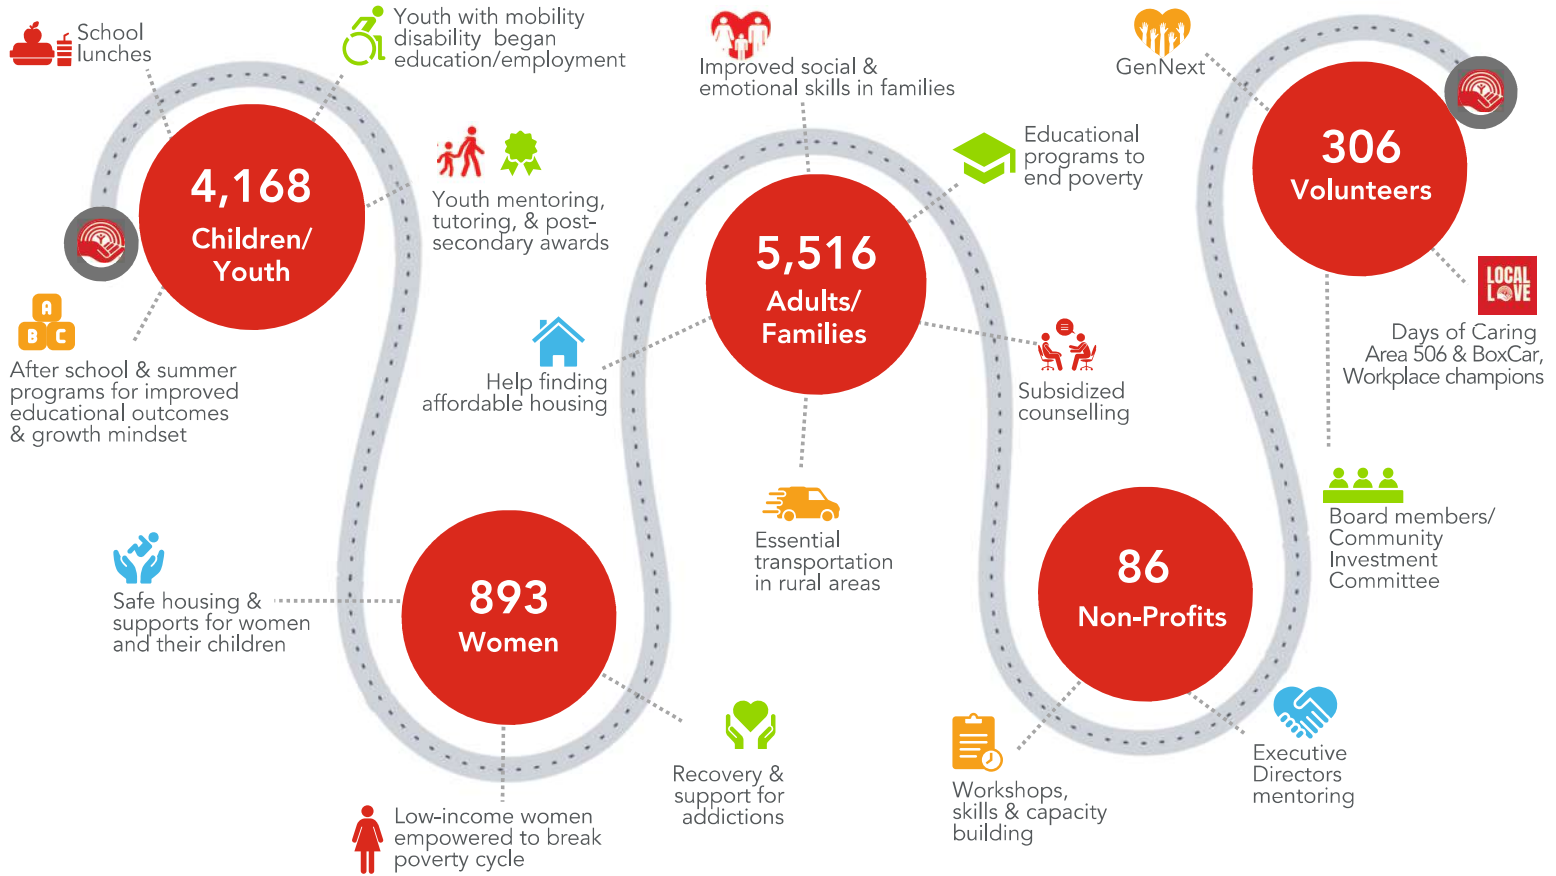 School
lunches
Youth with mobility
disability began
education/employment
4,168
Children/
Youth
Youth mentoring,
tutoring, & post-
secondary awards
A
B C
After school & summer
programs for improved
educational outcomes
& growth mindset
Safe housing &
supports for women
and their children
893
Women
Low-income women
empowered to break
poverty cycle
Recovery &
support for
addictions
Improved social &
emotional skills in families
Educational
programs to
end poverty
5,516
Adults/
Families
Help finding
affordable housing
Subsidized
counselling
Essential
transportation
in rural areas
86
Non-Profits
Workshops,
skills & capacity
building
Executive
Directors
mentoring
GenNext
306
Volunteers
LOCAL
LOVE
Days of Caring
Area 506 & BoxCar,
Workplace champions
Board members/
Community
Investment
Committee